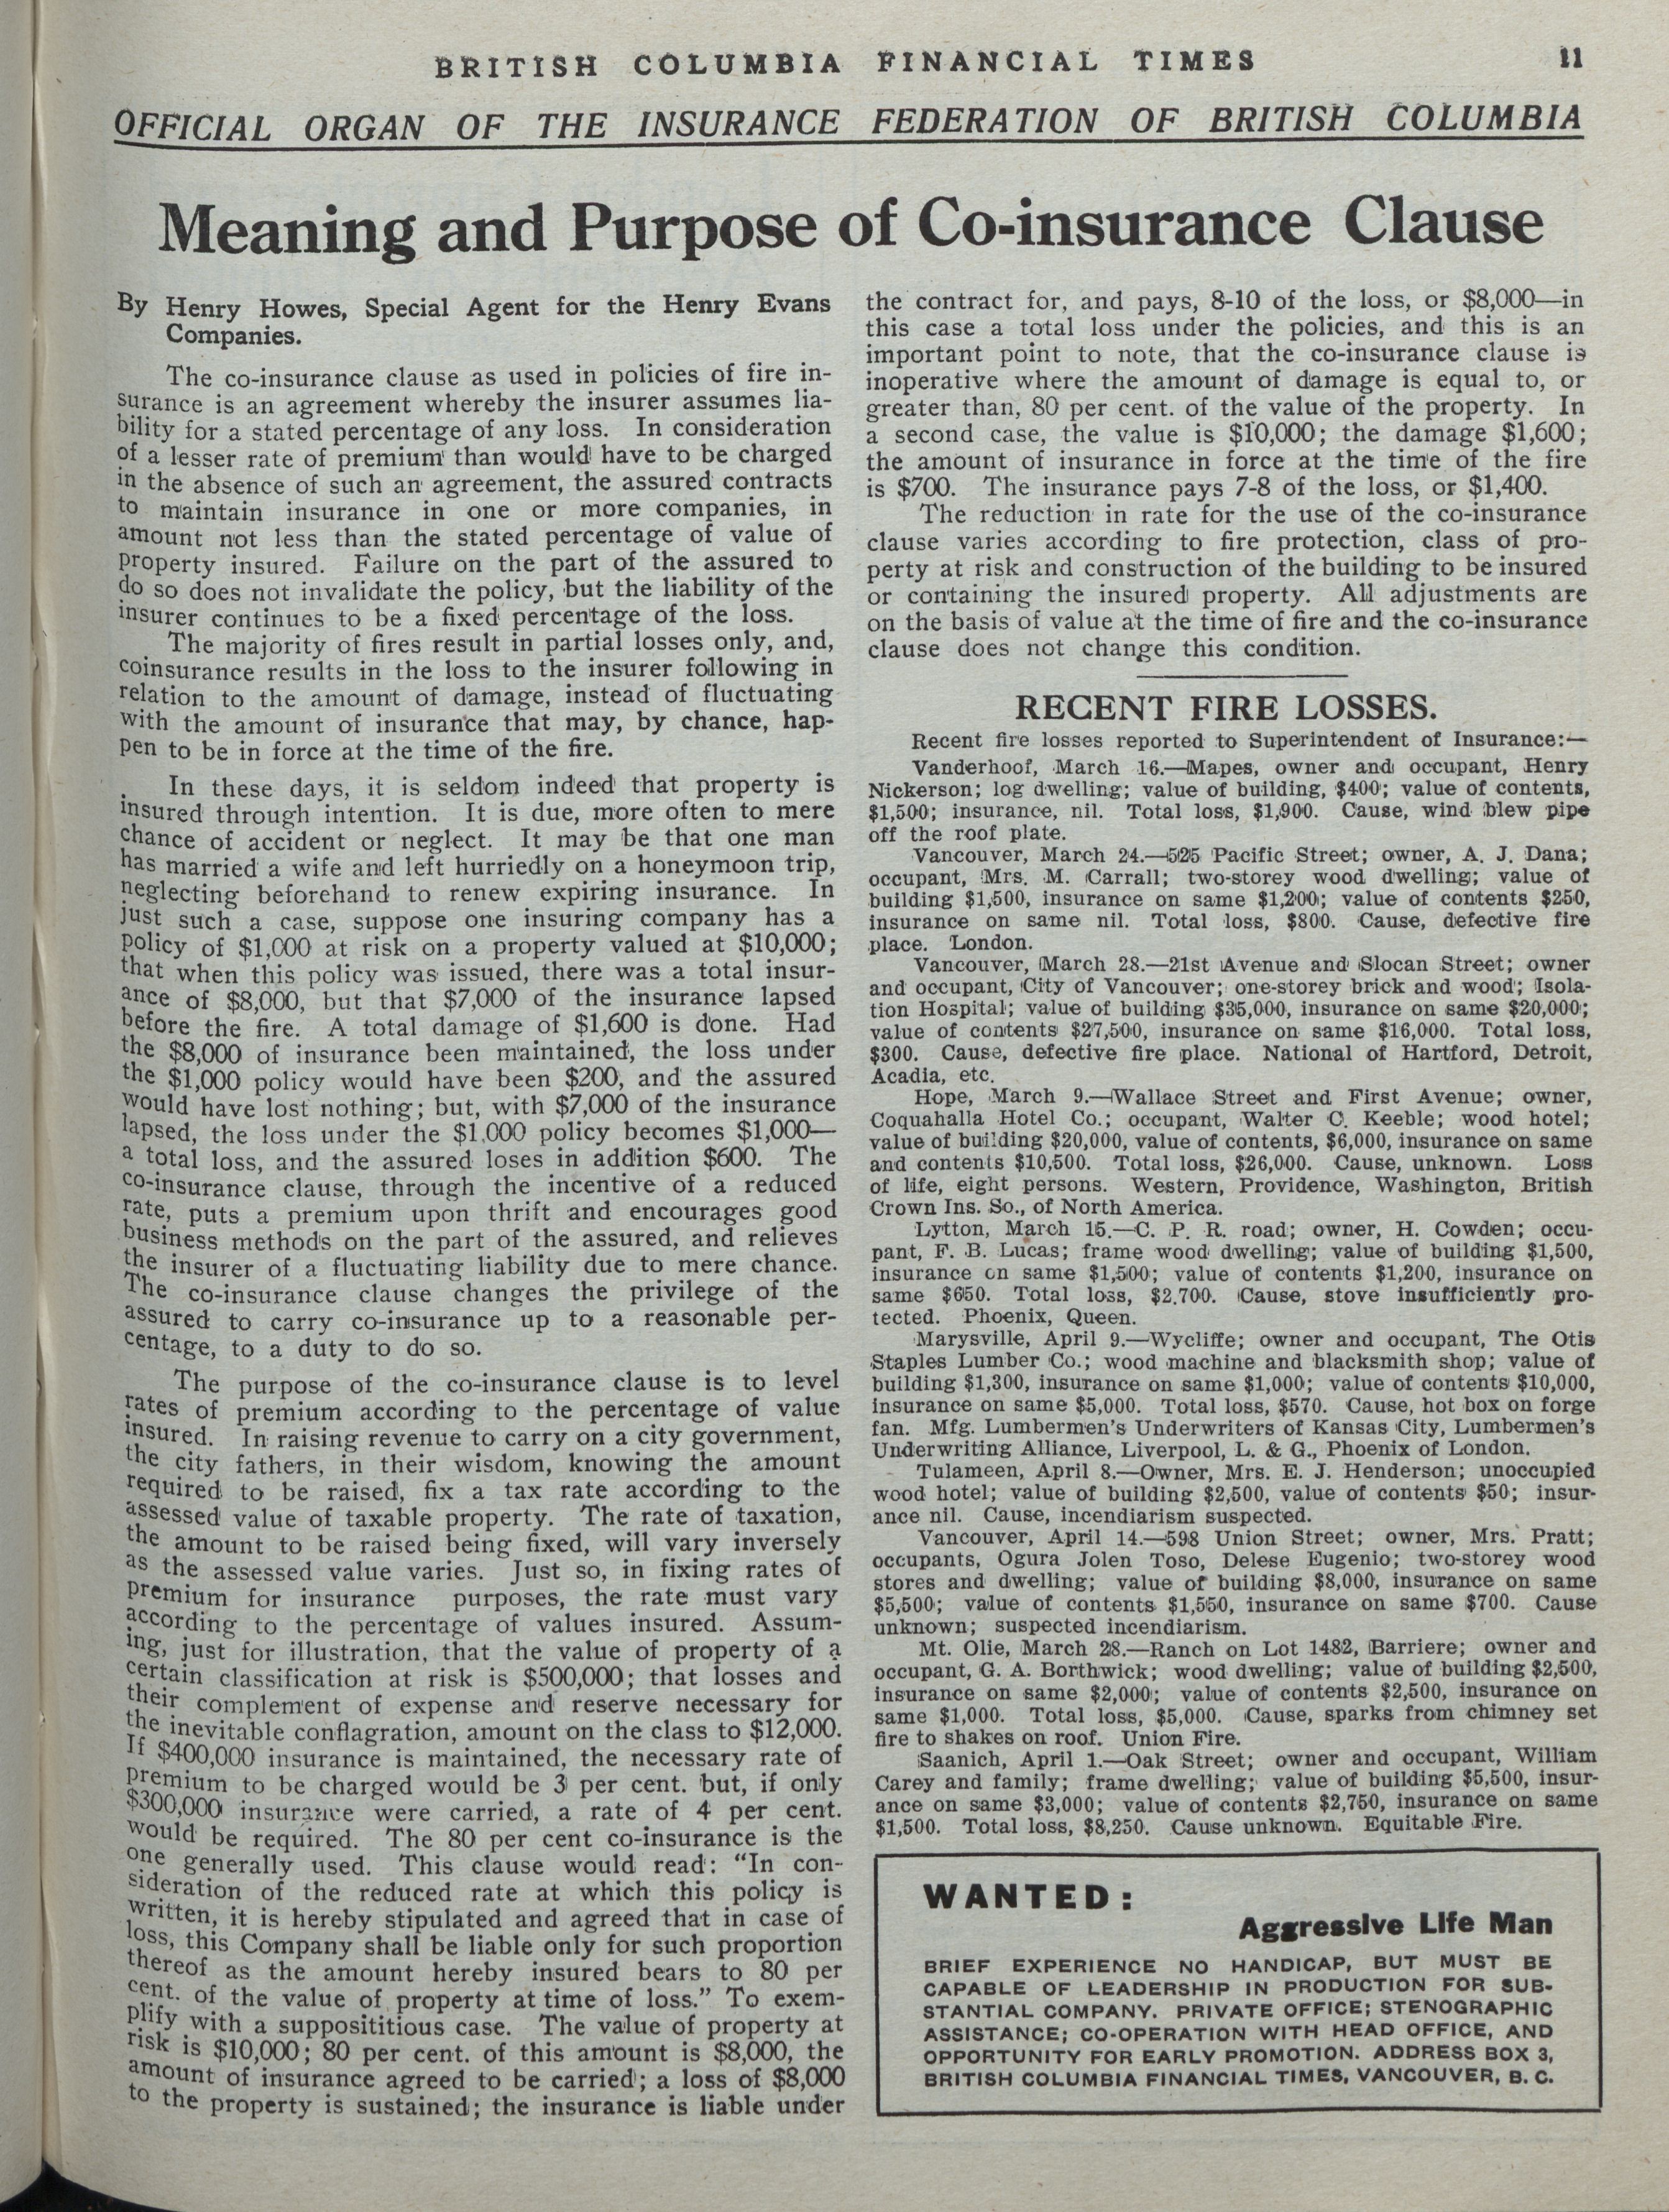 BRITISH COLUMBIA FINANCIAL TIMES 11
OFFICIAL ORGAN OF THE INSURANCE FEDERATION OF BRITISH COLUMBIA
Meaning and Purpose of Co-insurance Clause
By Henry Howes, Special Agent for the Henry Evans
Companies.
The co-insurance clause as used in policies of fire in-
surance is an agreement whereby the insurer assumes lia-
bility for a stated percentage of any loss. In consideration
of a lesser rate of premium than would have to be charged
in the absence of such an agreement, the assured contracts
to maintain insurance in one or more companies, in
amount not less than the stated percentage of value of
property insured. Failure on the part of the assured to
do so does not invalidate the policy, but the liability of the
insurer continues to be a fixed percentage of the loss.
The majority of fires result in partial losses only, and,
coinsurance results in the loss to the insurer following in
relation to the amount of damage, instead of fluctuating
with the amount of insurance that may, by chance, hap-
pen to be in force at the time of the fire.
In these days, it is seldom indeed that property is
insured through intention. It is due, more often to mere
chance of accident or neglect. It may be that one man
has married a wife and left hurriedly on a honeymoon trip,
neglecting beforehand to renew expiring insurance. In
just such a case, suppose one insuring company has a
policy of $1,000 at risk on a property valued at $10,000;
that when this policy was issued, there was a total insur-
ance of $8,000, but that $7,000 of the insurance lapsed
before the fire. A total damage of $1,600 is done. Had
the $8,000 of insurance been maintained, the loss under
the $1,000 policy would have been $200, and the assured
would have lost nothing; but, with $7,000 of the insurance
lapsed, the loss under the $1,000 policy becomes $1,000—
a total loss, and the assured loses in addition $600. The
co-insurance clause, through the incentive of a reduced
rate, puts a premium upon thrift and encourages good
business methods on the part of the assured, and relieves
the insurer of a fluctuating liability due to mere chance.
The co-insurance clause changes the privilege of the
assured to carry co-insurance up to a reasonable per-
centage, to a duty to do so.
The purpose of the co-insurance clause is to level
rates of premium according to the percentage of value
insured. In raising revenue to carry on a city government,
the city fathers, in their wisdom, knowing the amount
required to be raised, fix a tax rate according to the
assessed value of taxable property. The rate of taxation,
the amount to be raised being fixed, will vary inversely
as the assessed value varies. Just so, in fixing rates of
premium for insurance purposes, the rate must vary
according to the percentage of values insured. Assum-
ing, just for illustration, that the value of property of a
certain classification at risk is $500,000; that losses and
their complement of expense and reserve necessary for
the inevitable conflagration, amount on the class to $12,000.
If $400,000 insurance is maintained, the necessary rate of
premium to be charged would be 3 per cent. but, if only
$300,000 insurance were carried, a rate of 4 per cent.
would be required. The 80 per cent co-insurance is the
one generally used. This clause would read: "In con-
sideration of the reduced rate at which this policy is
written, it is hereby stipulated and agreed that in case of
loss, this Company shall be liable only for such proportion
thereof as the amount hereby insured bears to 80 per
cent. of the value of property at time of loss." To exem-
plify with a supposititious case. The value of property at
risk is $10,000; 80 per cent. of this amount is $8,000, the
amount of insurance agreed to be carried; a loss of $8,000
to the property is sustained; the insurance is liable under
the contract for, and pays, 8-10 of the loss, or $8,000—in
this case a total loss under the policies, and this is an
important point to note, that the co-insurance clause is
inoperative where the amount of damage is equal to, or
greater than, 80 per cent. of the value of the property. In
a second case, the value is $10,000; the damage $1,600;
the amount of insurance in force at the time of the fire
is $700. The insurance pays 7-8 of the loss, or $1,400.
The reduction in rate for the use of the co-insurance
clause varies according to fire protection, class of pro-
perty at risk and construction of the building to be insured
or containing the insured property. All adjustments are
on the basis of value at the time of fire and the co-insurance
clause does not change this condition.
RECENT FIRE LOSSES.
Recent fire losses reported to Superintendent of Insurance:—
Vanderhoof, March 16.—Mapes, owner and occupant, Henry
Nickerson; log dwelling; value of building, $400; value of contents,
$1,500; insurance, nil. Total loss, $1,900. Cause, wind blew pipe
off the roof plate.
Vancouver, March 24.—525 Pacific Street; owner, A. J. Dana;
occupant, Mrs. M. Carrall; two-storey wood dwelling; value of
building $1,500, insurance on same $1,200; value of contents $250,
insurance on same nil. Total loss, $800. Cause, defective fire
place. London.
Vancouver, March 28.—21st Avenue and Slocan Street; owner
and occupant, City of Vancouver; one-storey brick and wood; Isola-
tion Hospital; value of building $35,000, insurance on same $20,000;
value of contents $27,500, insurance on same $16,000. Total loss,
$300. Cause, defective fire place. National of Hartford, Detroit,
Acadia, etc.
Hope, March 9.—Wallace Street and First Avenue; owner,
Coquahalla Hotel Co.; occupant, Walter C. Keeble; wood hotel;
value of building $20,000, value of contents, $6,000, insurance on same
and contents $10,500. Total loss, $26,000. Cause, unknown. Loss
of life, eight persons. Western, Providence, Washington, British
Crown Ins. So., of North America.
Lytton, March 15.—C. P. R. road; owner, H. Cowden; occu-
pant, F. B. Lucas; frame wood dwelling; value of building $1,500,
insurance on same $1,500; value of contents $1,200, insurance on
same $650. Total loss, $2.700. Cause, stove insufficiently pro-
tected. Phoenix, Queen.
Marysville, April 9.—Wycliffe; owner and occupant, The Otis
Staples Lumber Co.; wood machine and blacksmith shop; value of
building $1,300, insurance on same $1,000; value of contents $10,000,
insurance on same $5,000. Total loss, $570. Cause, hot box on forge
fan. Mfg. Lumbermen's Underwriters of Kansas City, Lumbermen's
Underwriting Alliance, Liverpool, L. & G., Phoenix of London.
Tulameen, April 8.—Owner, Mrs. E. J. Henderson; unoccupied
wood hotel; value of building $2,500, value of contents $50; insur-
ance nil. Cause, incendiarism suspected.
Vancouver, April 14.—598 Union Street; owner, Mrs. Pratt;
occupants, Ogura Jolen Toso, Delese Eugenio; two-storey wood
stores and dwelling; value of building $8,000, insurance on same
$5,500; value of contents $1,550, insurance on same $700. Cause
unknown; suspected incendiarism.
Mt. Olie, March 28.—Ranch on Lot 1482, Barriere; owner and
occupant, G. A. Borthwick; wood dwelling; value of building $2,500,
insurance on same $2,000; value of contents $2,500, insurance on
same $1,000. Total loss, $5,000. Cause, sparks from chimney set
fire to shakes on roof. Union Fire.
Saanich, April 1.—Oak Street; owner and occupant, William
Carey and family; frame dwelling; value of building $5,500, insur-
ance on same $3,000; value of contents $2,750, insurance on same
$1,500. Total loss, $8,250. Cause unknown. Equitable Fire.
WANTED:
Aggressive Life Man
BRIEF EXPERIENCE NO HANDICAP, BUT MUST BE
CAPABLE OF LEADERSHIP IN PRODUCTION FOR SUB-
STANTIAL COMPANY. PRIVATE OFFICE; STENOGRAPHIC
ASSISTANCE; CO-OPERATION WITH HEAD OFFICE, AND
OPPORTUNITY FOR EARLY PROMOTION. ADDRESS BOX 3,
BRITISH COLUMBIA FINANCIAL TIMES, VANCOUVER, B. C.